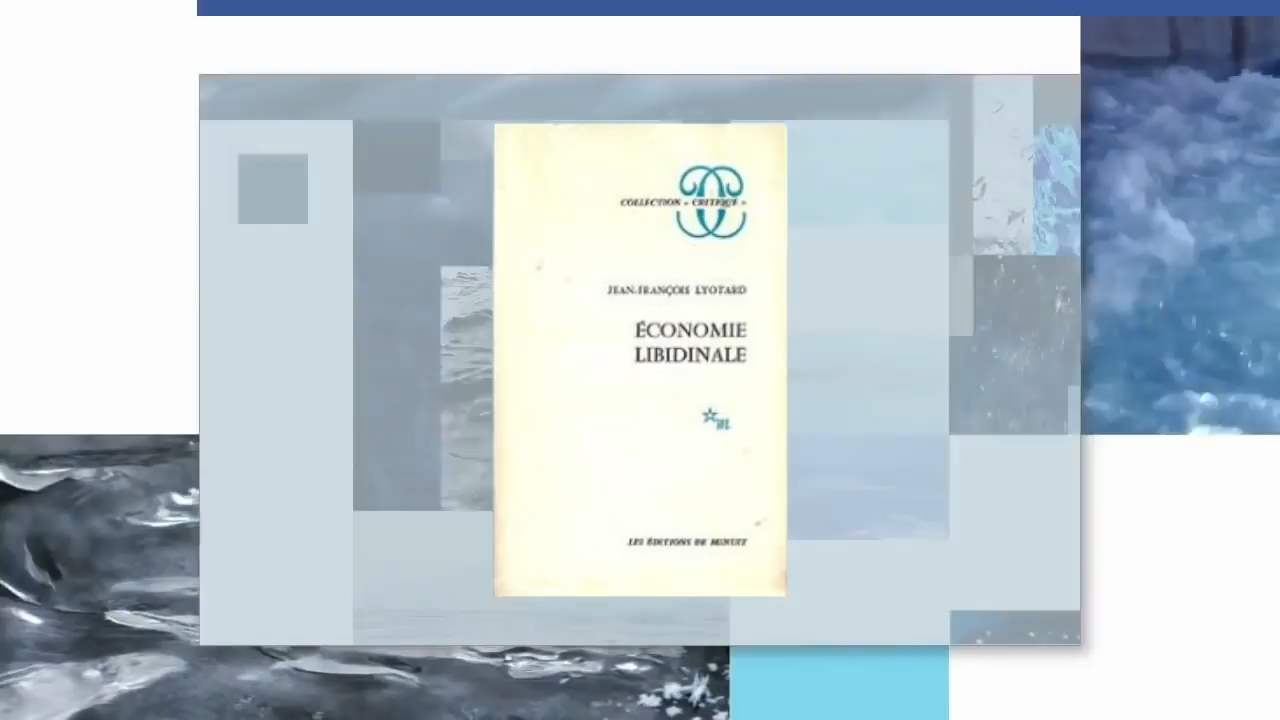 COLLECTION « CRITIQUE »
JEAN-FRANÇOIS LYOTARD
ÉCONOMIE
LIBIDINALE
LES ÉDITIONS DE MINUIT